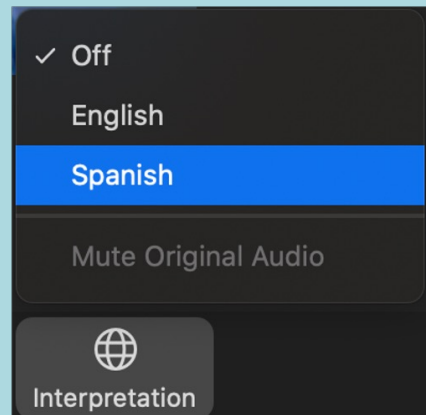 Off
English
Spanish
Mute Original Audio
Interpretation